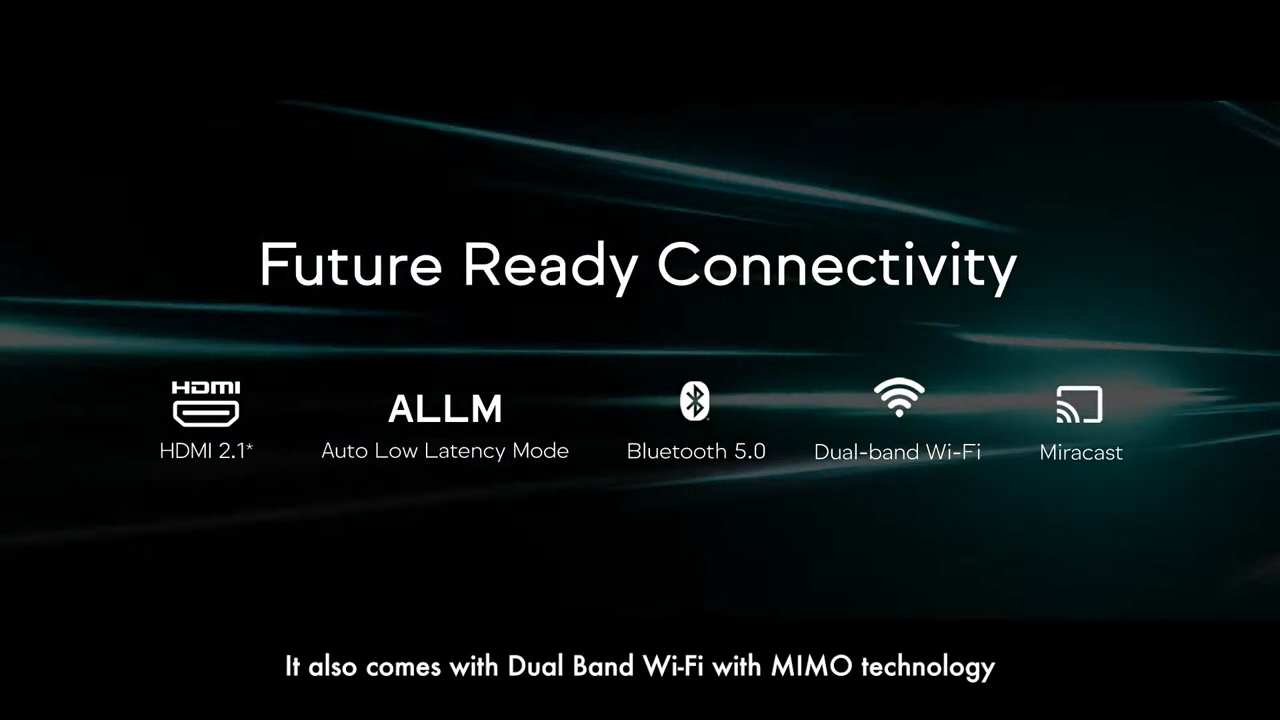 Future Ready Connectivity
HDMI
ALLM
HDMI 2.1*
Auto Low Latency Mode
Bluetooth 5.0
Dual-band Wi-Fi
Miracast
It also comes with Dual Band Wi-Fi with MIMO technology